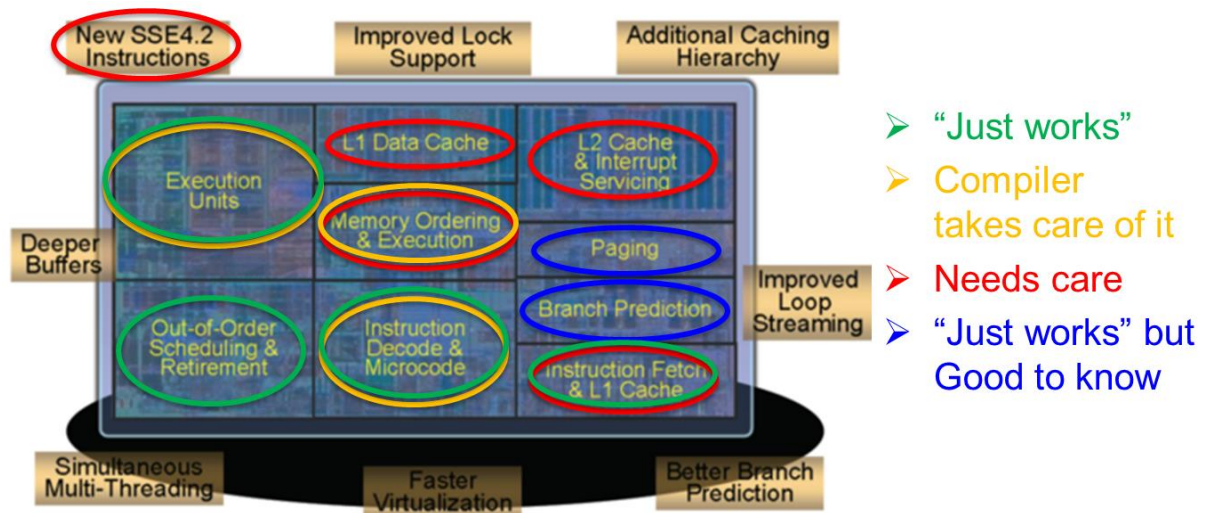 New SSE4.2
Instructions
Improved Lock
Support
Additional Caching
Hierarchy
L1 Data Cache
L2 Cache
& Interrupt
Servicing
Execution
Units
Memory Ordering
& Execution
Paging
Deeper
Buffers
Branch Prediction
Improved
Loop
Streaming
Out-of-Order
Scheduling &
Retirement
Instruction
Decode &
Microcode
Instruction Fetch
& L1 Cache
Simultaneous
Multi-Threading
Faster
Virtualization
Better Branch
Prediction
➢ “Just works”
➢ Compiler
takes care of it
➢ Needs care
➢ “Just works” but
Good to know